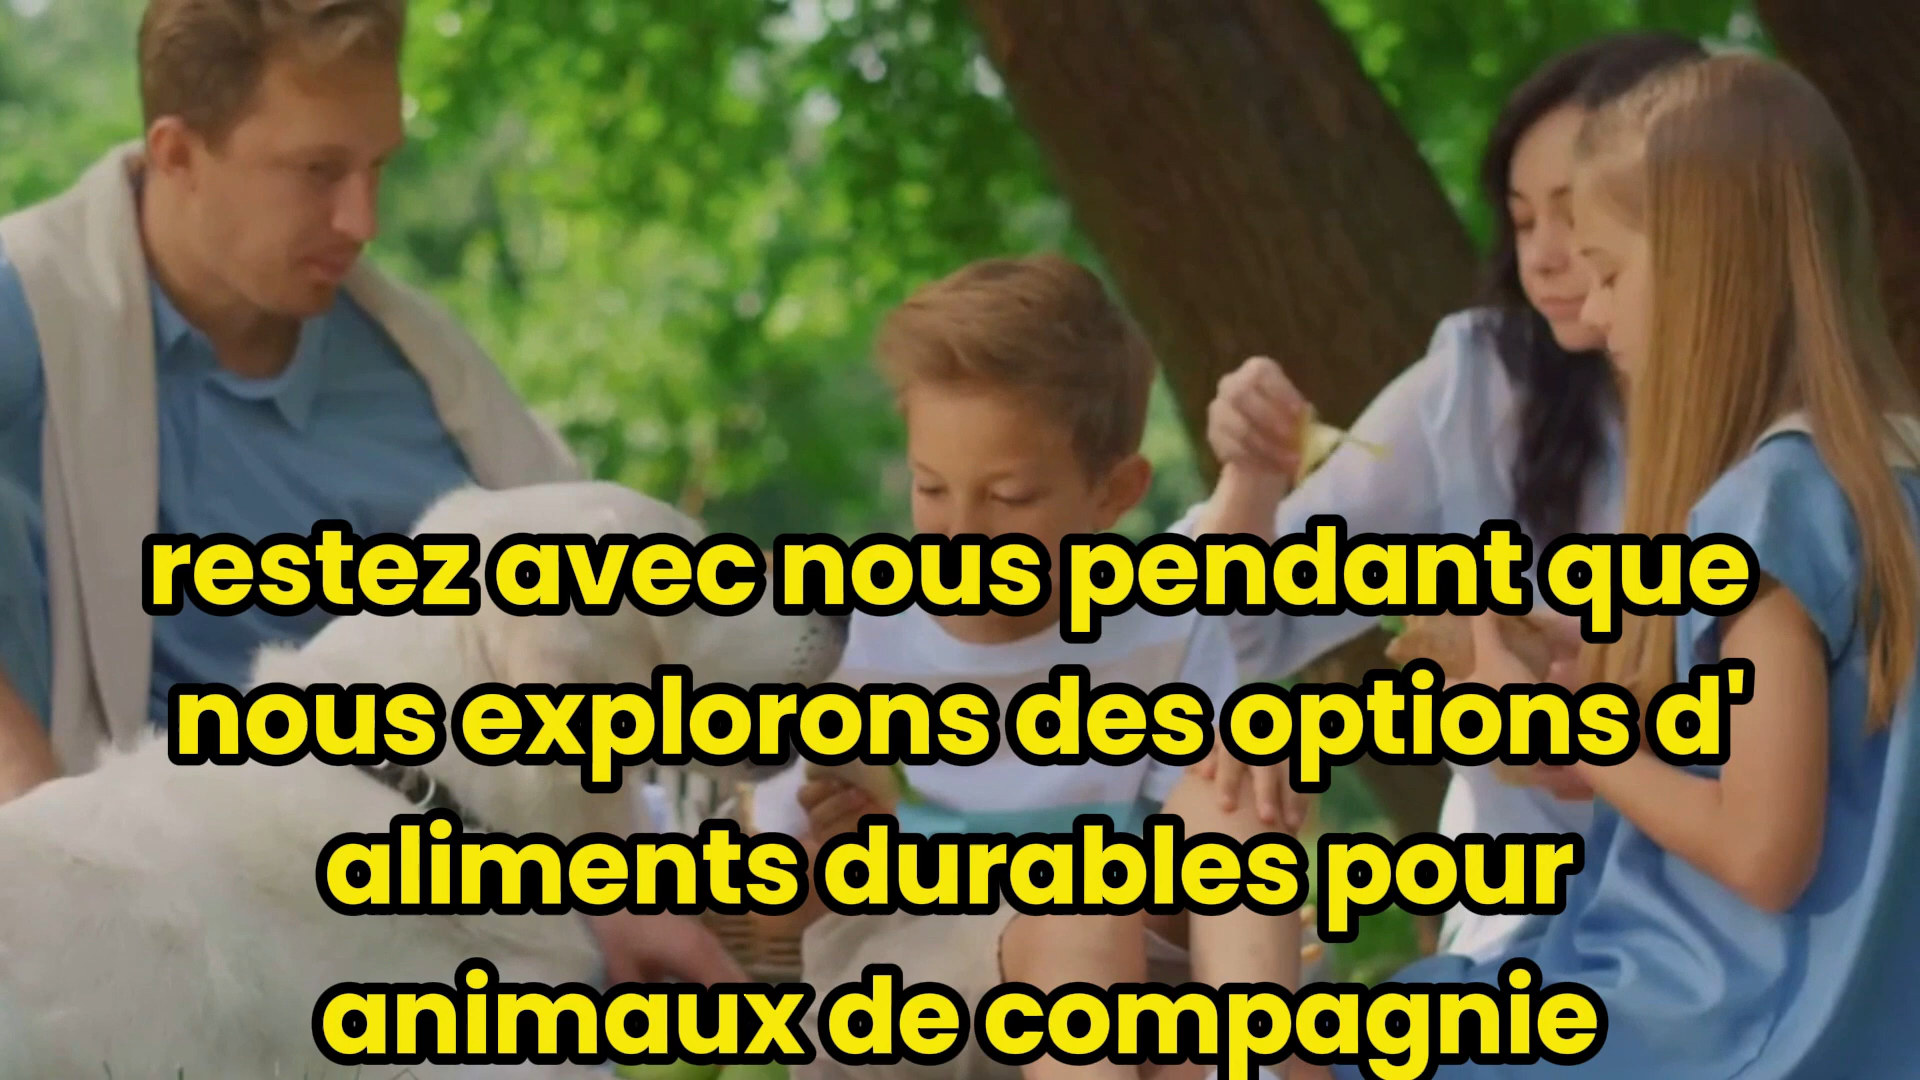 restez avec nous pendant que
nous explorons des options d'
aliments durables pour
animaux de compagnie